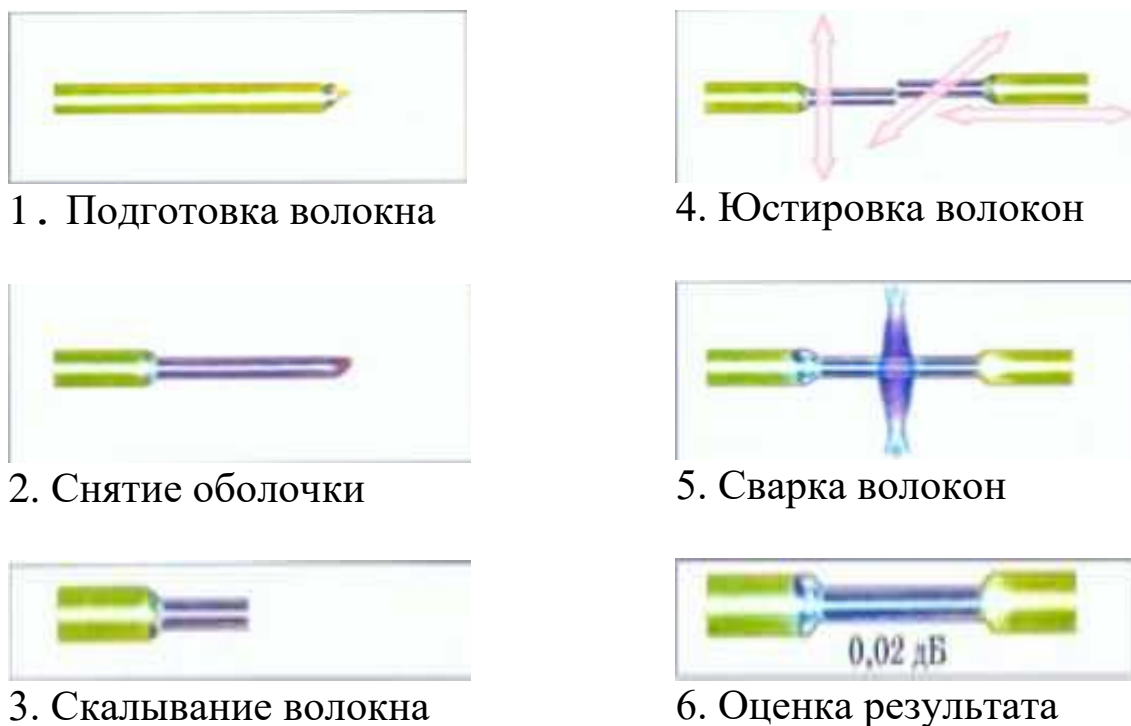 1. Подготовка волокна
2. Снятие оболочки
3. Скалывание волокна
4. Юстировка волокон
5. Сварка волокон
0,02 дБ
6. Оценка результата